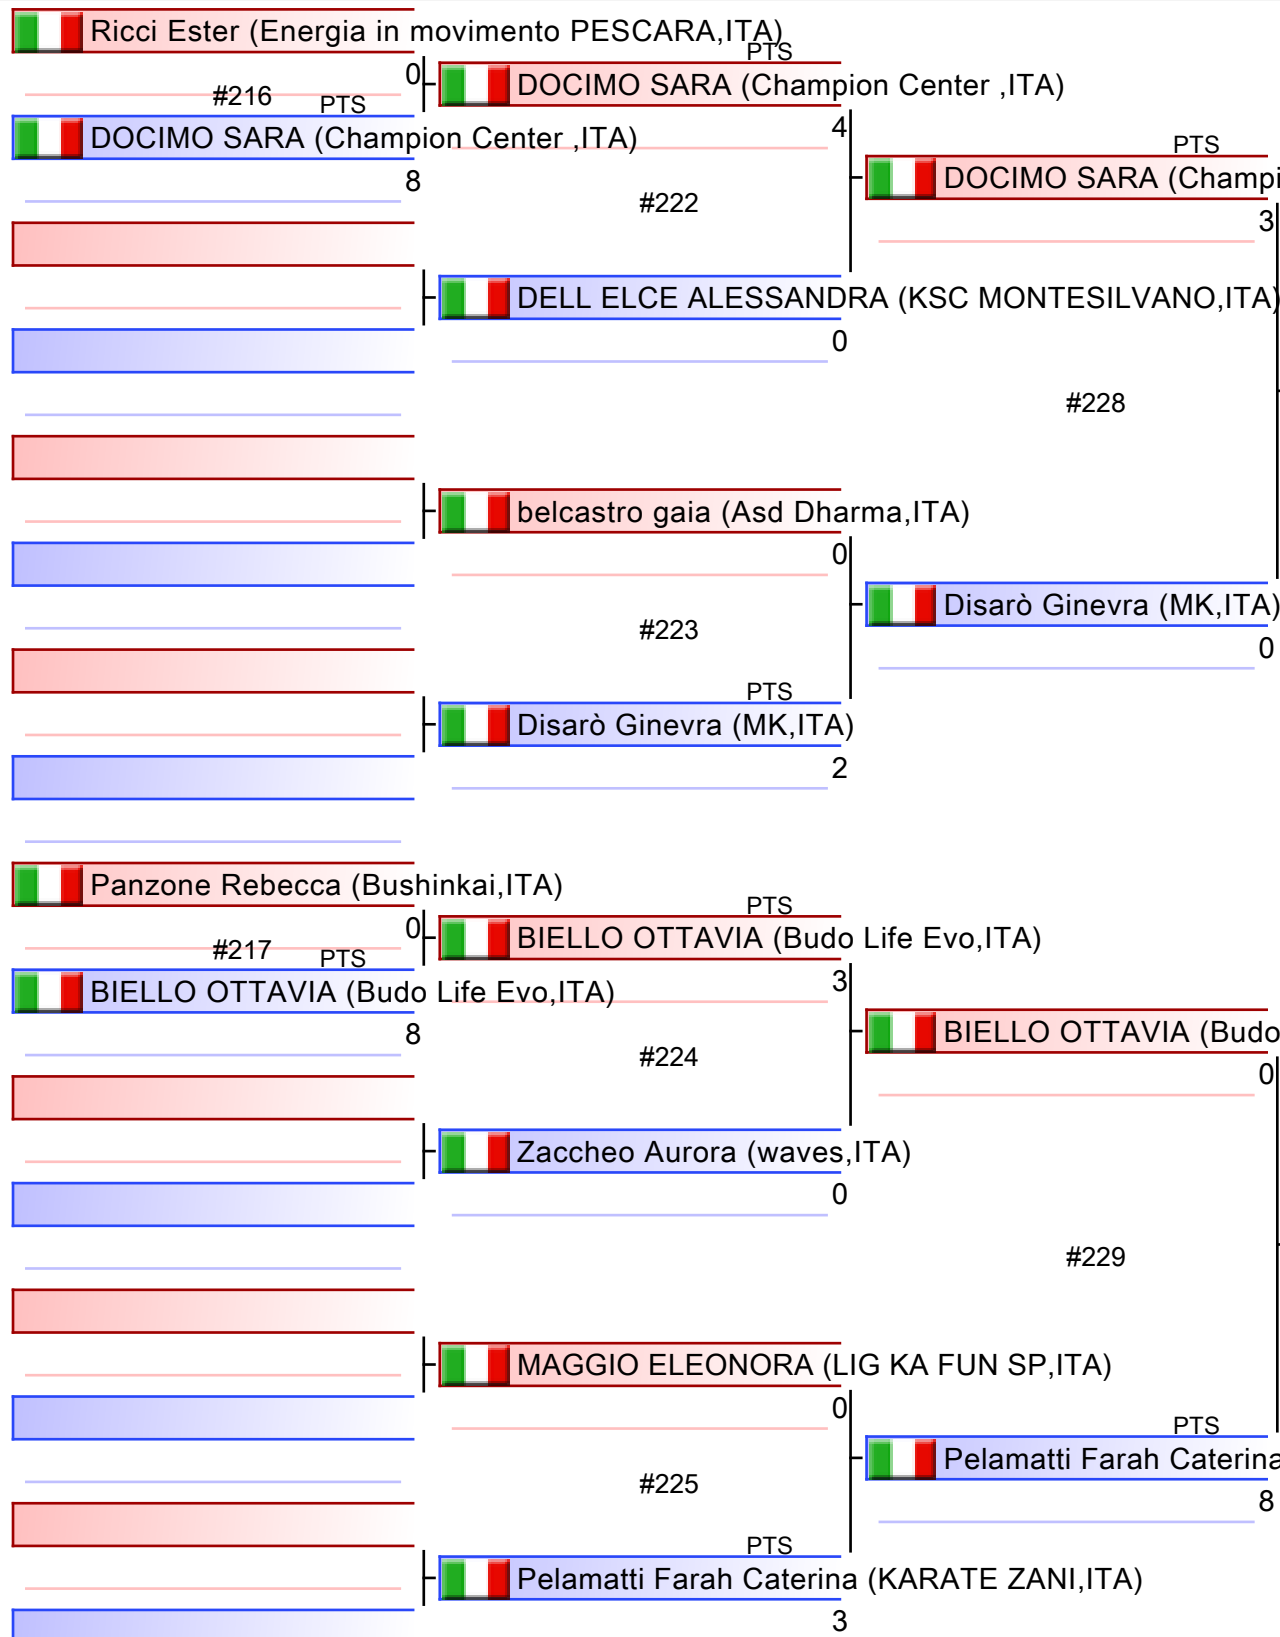 Ricci Ester (Energia in movimento PESCARA,ITA)
0
#216
PTS
DOCIMO SARA (Champion Center ,ITA)
8
PTS
DOCIMO SARA (Champion Center ,ITA)
4
#222
DELL ELCE ALESSANDRA (KSC MONTESILVANO,ITA)
0
PTS
DOCIMO SARA (Champi
3
#228
belcastro gaia (Asd Dharma,ITA)
0
#223
PTS
Disarò Ginevra (MK,ITA)
2
Disarò Ginevra (MK,ITA)
0
Panzone Rebecca (Bushinkai,ITA)
0
#217
PTS
BIELLO OTTAVIA (Budo Life Evo,ITA)
8
PTS
BIELLO OTTAVIA (Budo Life Evo,ITA)
3
#224
Zaccheo Aurora (waves,ITA)
0
BIELLO OTTAVIA (Budo
0
#229
MAGGIO ELEONORA (LIG KA FUN SP,ITA)
0
#225
PTS
Pelamatti Farah Caterina (KARATE ZANI,ITA)
3
PTS
Pelamatti Farah Caterina
8